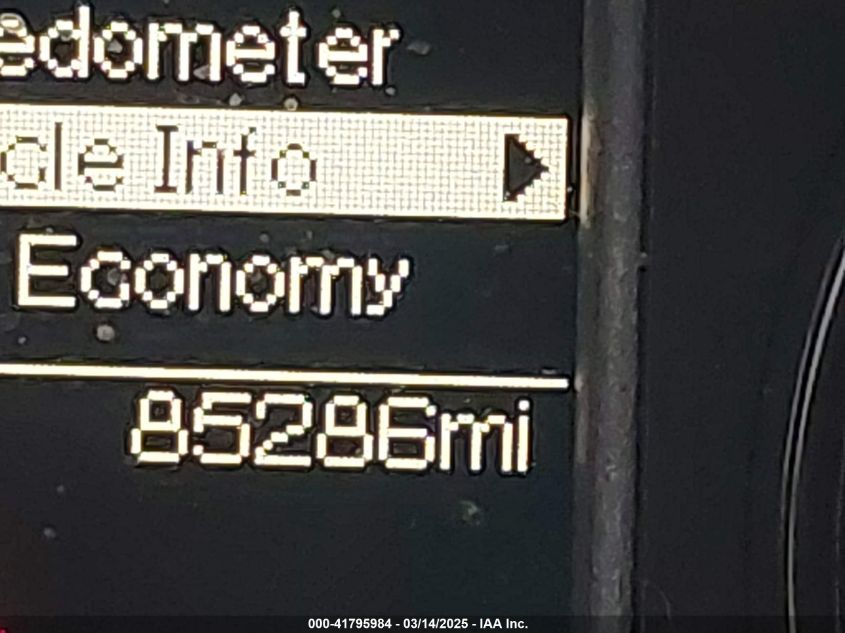 edometer
cle Info
Economy
85286mi
000-41795984 - 03/14/2025 - IAA Inc.